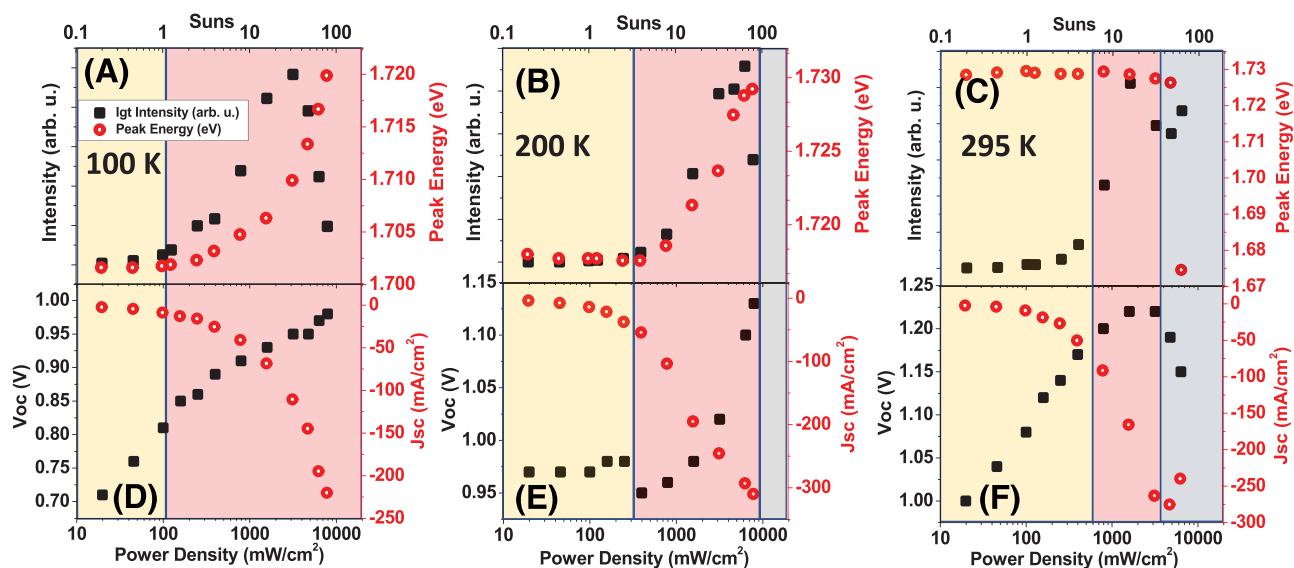 Suns
0.1 1 10 100
(A)
Igt Intensity (arb. u.)
Peak Energy (eV)
100 K
Intensity (arb. u.)
1.720
1.715
1.710
1.705
1.700
Peak Energy (eV)
1.00
0.95
0.90
0.85
0.80
0.75
0.70
Voc (V)
(D)
0
-50
-100
-150
-200
-250
Jsc (mA/cm²)
10 100 1000 10000
Power Density (mW/cm²)
Suns
0.1 1 10 100
(B)
200 K
Intensity (arb. u.)
1.730
1.725
1.720
Peak Energy (eV)
1.15
1.10
1.05
1.00
0.95
Voc (V)
(E)
0
-100
-200
-300
Jsc (mA/cm²)
10 100 1000 10000
Power Density (mW/cm²)
Suns
0.1 1 10 100
(C)
295 K
Intensity (arb. u.)
1.73
1.72
1.71
1.70
1.69
1.68
1.67
Peak Energy (eV)
1.25
1.20
1.15
1.10
1.05
1.00
Voc (V)
(F)
0
-50
-100
-150
-200
-250
-300
Jsc (mA/cm²)
10 100 1000 10000
Power Density (mW/cm²)